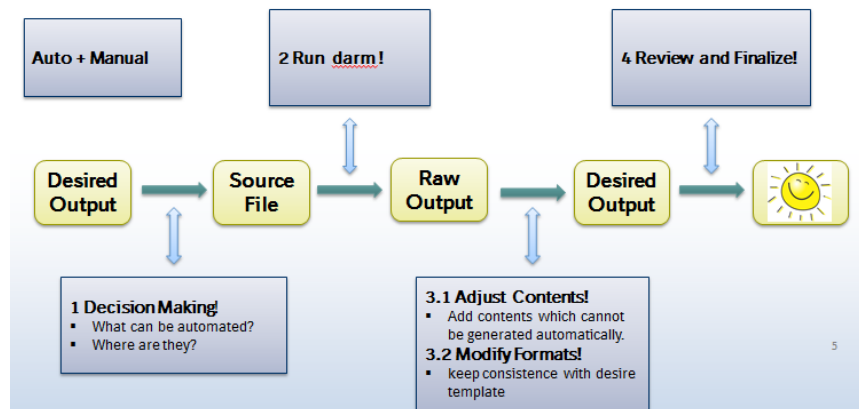 Auto + Manual
2 Run darm!
4 Review and Finalize!
Desired
Output
Source
File
Raw
Output
Desired
Output
1 Decision Making!
▪ What can be automated?
▪ Where are they?
3.1 Adjust Contents!
▪ Add contents which cannot
be generated automatically.
3.2 Modify Formats!
▪ keep consistence with desire
template
5